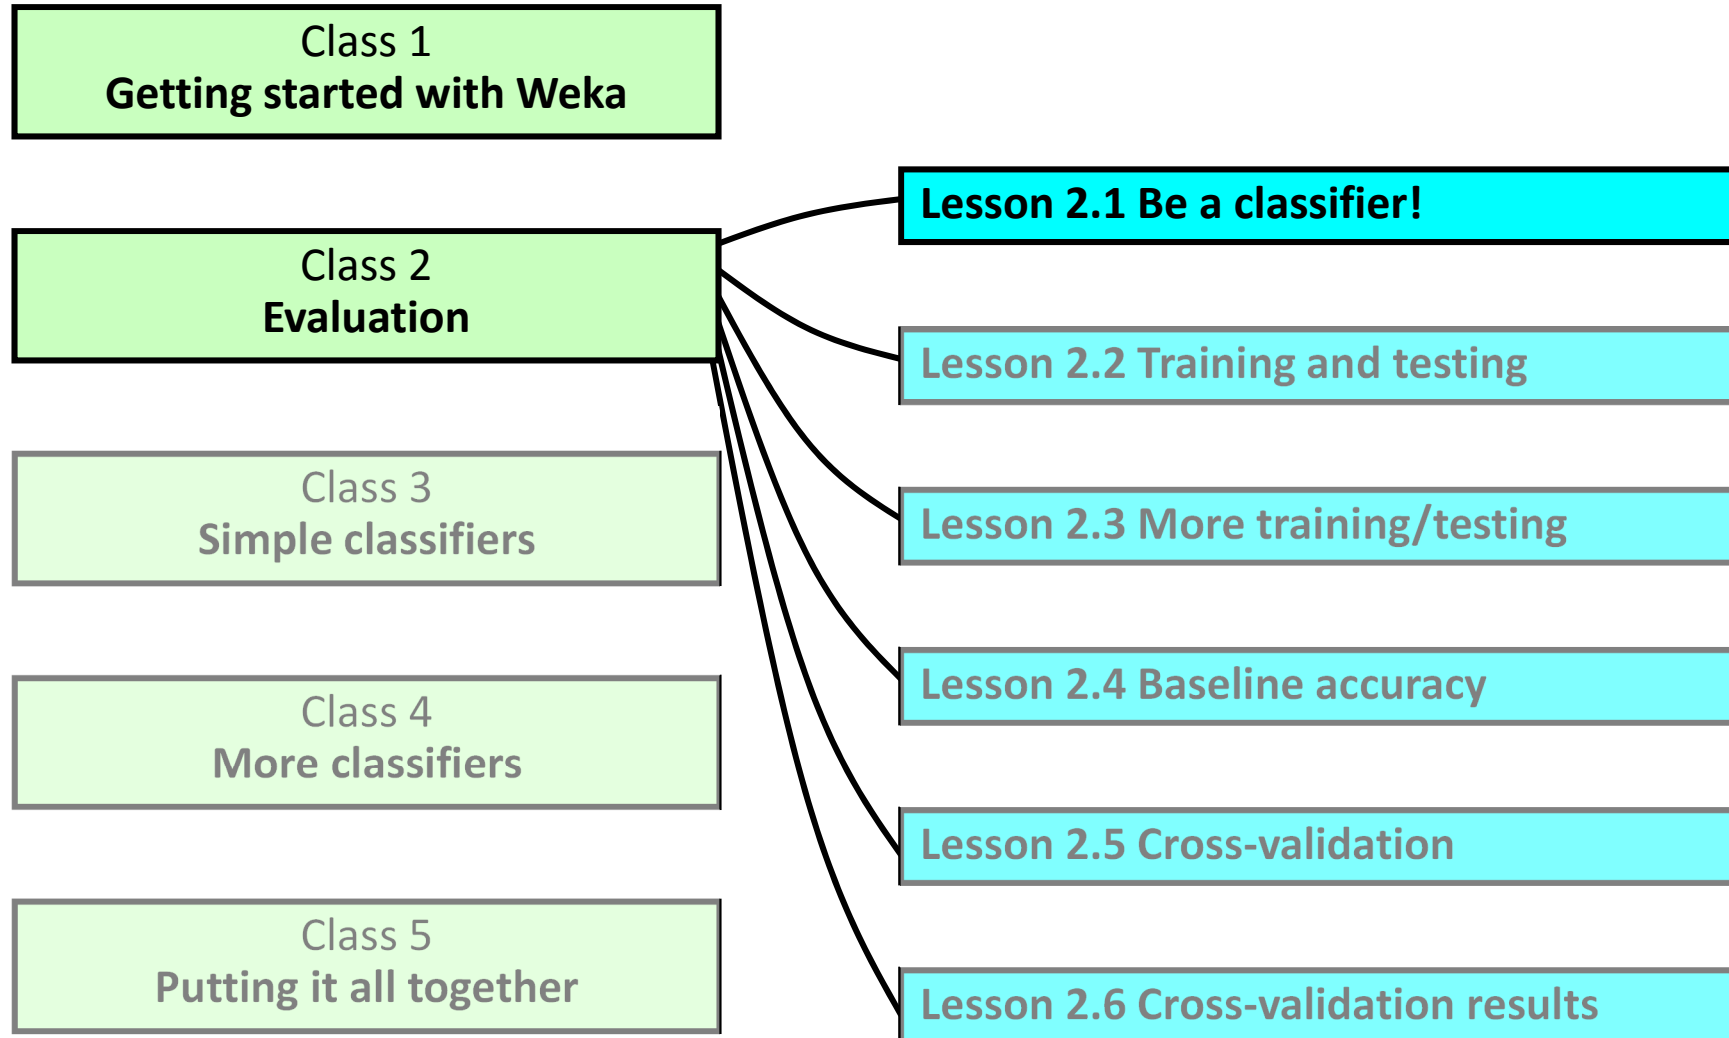 Class 1
Getting started with Weka
Class 2
Evaluation
Class 3
Simple classifiers
Class 4
More classifiers
Class 5
Putting it all together
Lesson 2.1 Be a classifier!
Lesson 2.2 Training and testing
Lesson 2.3 More training/testing
Lesson 2.4 Baseline accuracy
Lesson 2.5 Cross-validation
Lesson 2.6 Cross-validation results